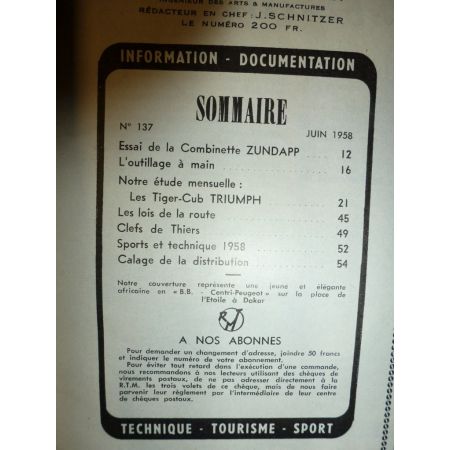 INGENIEUR DES ARTS & MANUFACTURES
RÉDACTEUR EN CHEF : J. SCHNITZER
LE NUMÉRO 200 FR.
INFORMATION - DOCUMENTATION
SOMMAIRE
N° 137 JUIN 1958
Essai de la Combinette ZUNDAPP 12
L'outillage à main 16
Notre étude mensuelle :
Les Tiger-Cub TRIUMPH 21
Les lois de la route 45
Clefs de Thiers 49
Sports et technique 1958 52
Calage de la distribution 54
Notre couverture représente une jeune et élégante
africaine en « B.B. - Centri-Peugeot » sur la place de
l'Etoile à Dakar
A NOS ABONNES
Pour demander un changement d'adresse, joindre 50 francs
et indiquer le numéro de votre abonnement.
Pour éviter tout retard dans l'exécution d'une commande,
nous recommandons à nos lecteurs utilisant des chèques de
virements postaux, de ne pas adresser directement à la
R.T.M. les trois volets de ce chèque, mais de nous faire
parvenir leur règlement par l'intermédiaire de leur centre
de chèques postaux.
TECHNIQUE - TOURISME - SPORT